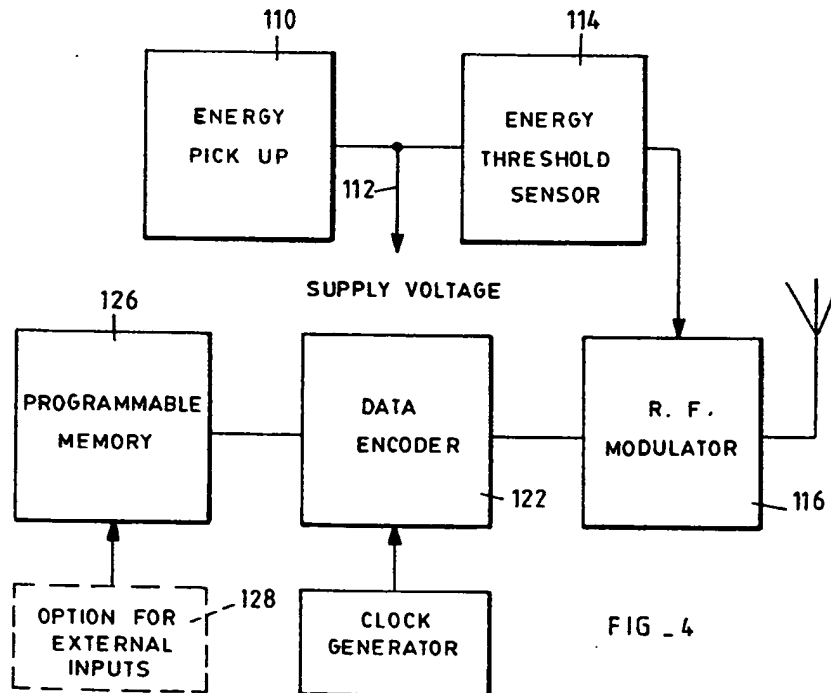 110
114
ENERGY
PICK UP
ENERGY
THRESHOLD
SENSOR
112
SUPPLY VOLTAGE
126
PROGRAMMABLE
MEMORY
DATA
ENCODER
R. F.
MODULATOR
122
116
OPTION FOR
EXTERNAL
INPUTS
128
CLOCK
GENERATOR
FIG _ 4